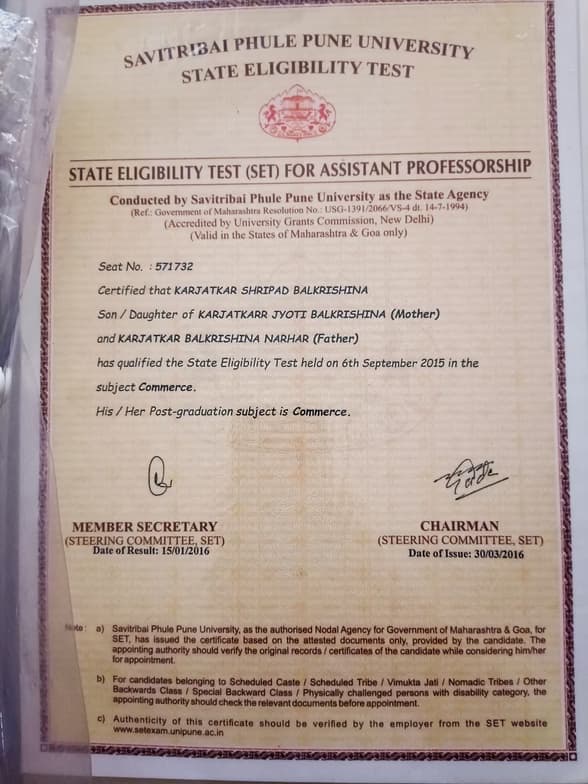 SAVITRIBAI PHULE PUNE UNIVERSITY
STATE ELIGIBILITY TEST
STATE ELIGIBILITY TEST (SET) FOR ASSISTANT PROFESSORSHIP
Conducted by Savitribai Phule Pune University as the State Agency
(Ref.: Government of Maharashtra Resolution No.: USG-1391/2066/VS-4 dt. 14-7-1994)
(Accredited by University Grants Commission, New Delhi)
(Valid in the States of Maharashtra & Goa only)
Seat No. : 571732
Certified that KARJATKAR SHRIPAD BALKRISHINA
Son / Daughter of KARJATKARR JYOTI BALKRISHINA (Mother)
and KARJATKAR BALKRISHINA NARHAR (Father)
has qualified the State Eligibility Test held on 6th September 2015 in the
subject Commerce.
His / Her Post-graduation subject is Commerce.
MEMBER SECRETARY
(STEERING COMMITTEE, SET)
Date of Result: 15/01/2016
CHAIRMAN
(STEERING COMMITTEE, SET)
Date of Issue: 30/03/2016
Note : a) Savitribai Phule Pune University, as the authorised Nodal Agency for Government of Maharashtra & Goa, for
SET, has issued the certificate based on the attested documents only, provided by the candidate. The
appointing authority should verify the original records / certificates of the candidate while considering him/her
for appointment.
b) For candidates belonging to Scheduled Caste / Scheduled Tribe / Vimukta Jati / Nomadic Tribes / Other
Backwards Class / Special Backward Class / Physically challenged persons with disability category, the
appointing authority should check the relevant documents before appointment.
c) Authenticity of this certificate should be verified by the employer from the SET website
www.setexam.unipune.ac.in